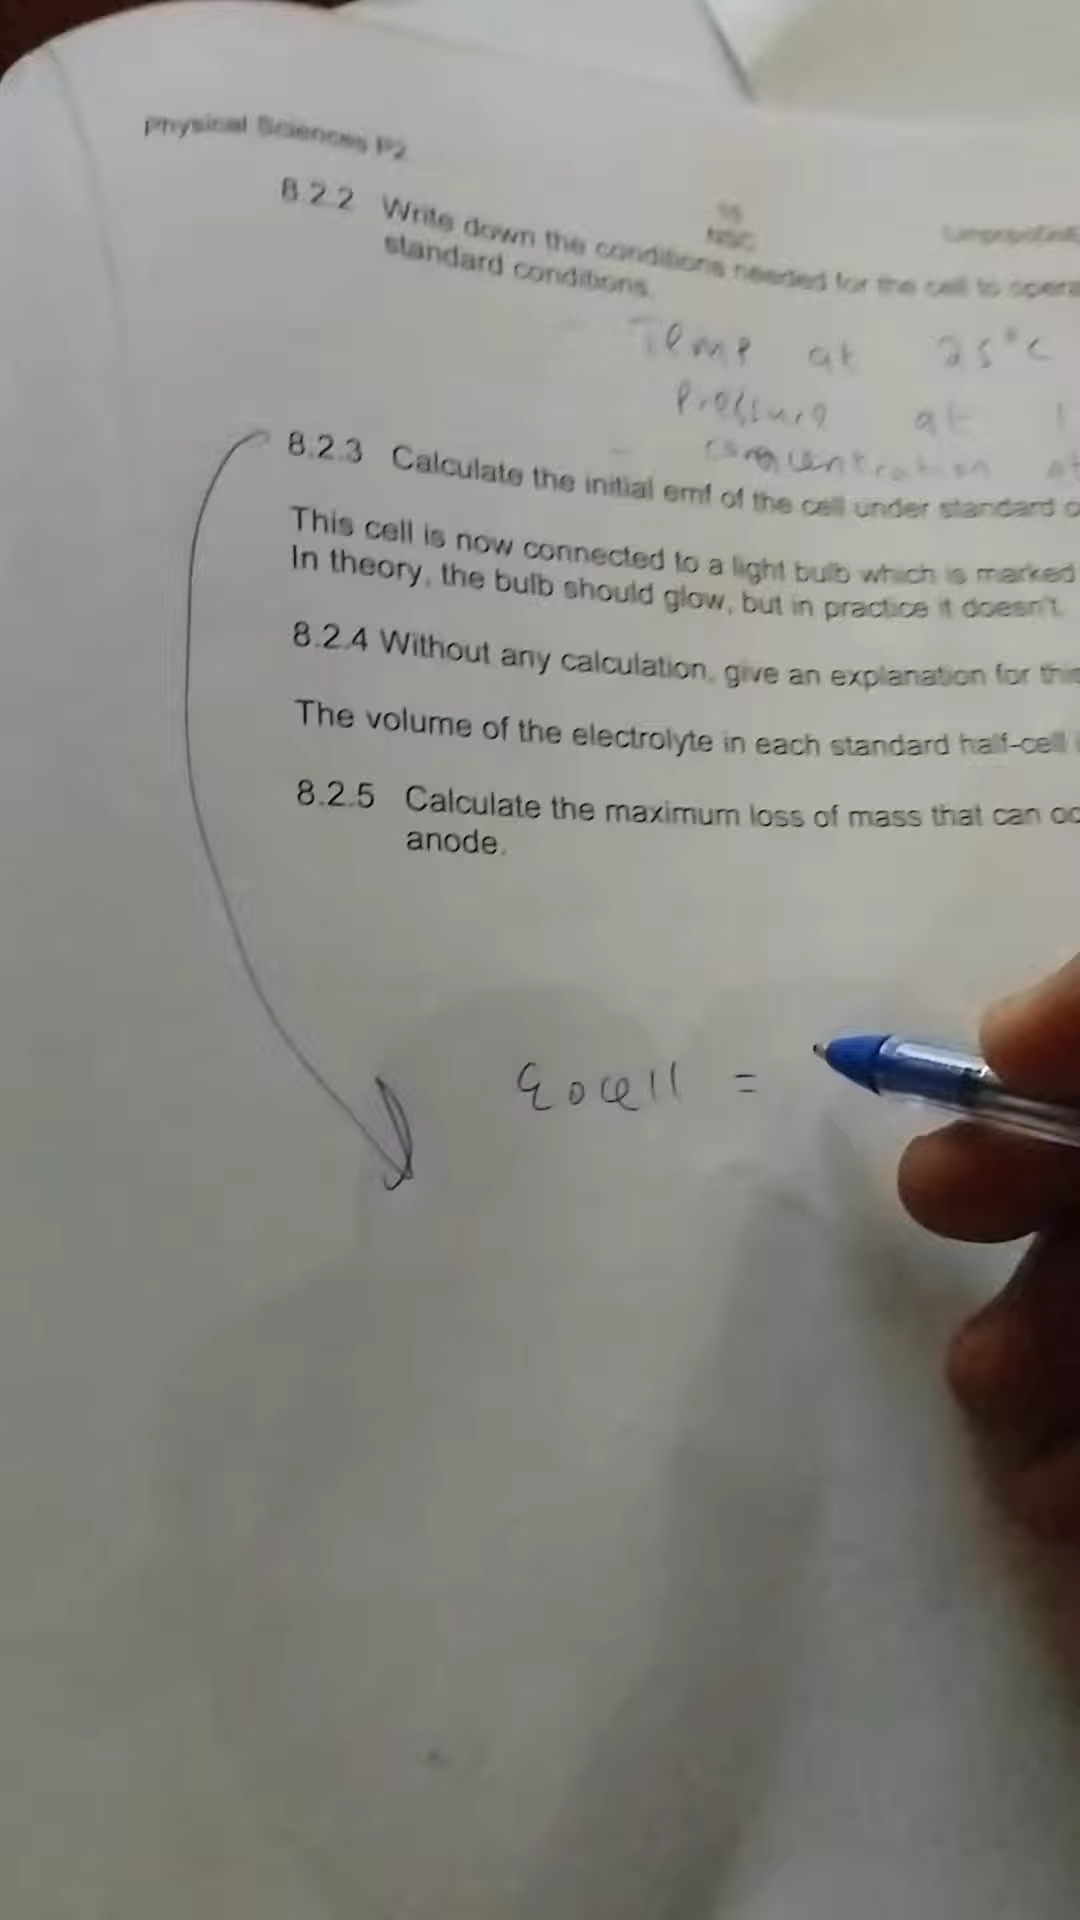 Physical Sciences P2
NSC
8.2.2 Write down the conditions needed for the cell to opera
standard conditions.
Temp at 25°C
Pressure at 1
- concentration at
8.2.3 Calculate the initial emf of the cell under standard c
This cell is now connected to a light bulb which is marked
In theory, the bulb should glow, but in practice it doesn't.
8.2.4 Without any calculation, give an explanation for this
The volume of the electrolyte in each standard half-cell i
8.2.5 Calculate the maximum loss of mass that can oc
anode.
Eocell =